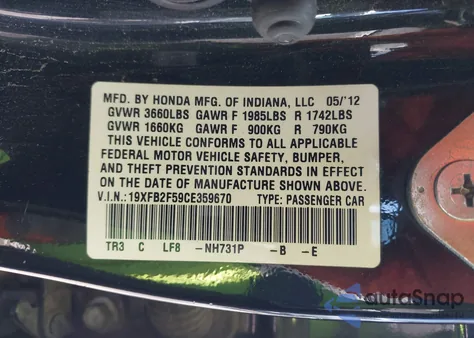 MFD. BY HONDA MFG. OF INDIANA, LLC 05/'12
GVWR 3660LBS GAWR F 1985LBS R 1742LBS
GVWR 1660KG GAWR F 900KG R 790KG
THIS VEHICLE CONFORMS TO ALL APPLICABLE
FEDERAL MOTOR VEHICLE SAFETY, BUMPER,
AND THEFT PREVENTION STANDARDS IN EFFECT
ON THE DATE OF MANUFACTURE SHOWN ABOVE.
V.I.N.: 19XFB2F59CE359670 TYPE: PASSENGER CAR
TR3 C LF8 -NH731P -B -E
autoSnap